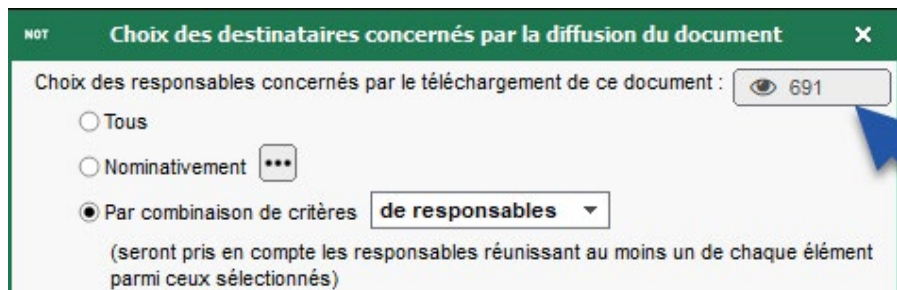 NOT Choix des destinataires concernés par la diffusion du document
Choix des responsables concernés par le téléchargement de ce document : 691
Tous
Nominativement
Par combinaison de critères de responsables
(seront pris en compte les responsables réunissant au moins un de chaque élément
parmi ceux sélectionnés)